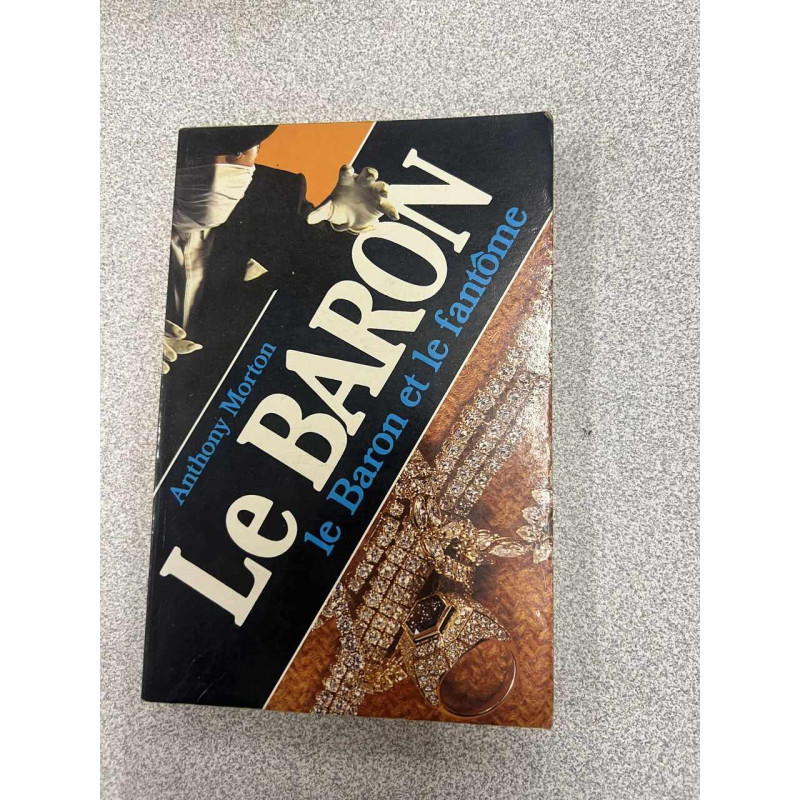 Anthony Morton
Le BARON
le Baron et le fantôme